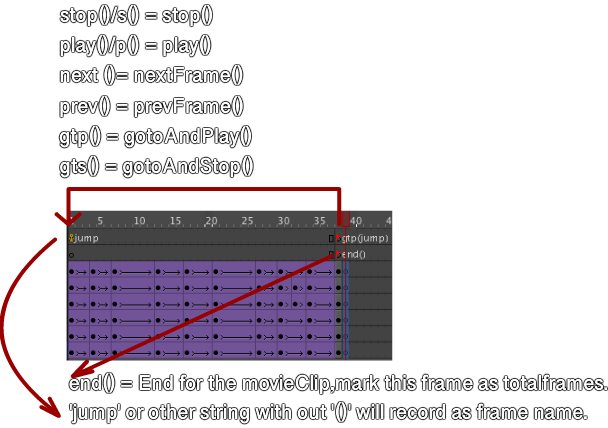 stop()/s() = stop()
play()/p() = play()
next ()= nextFrame()
prev() = prevFrame()
gtp() = gotoAndPlay()
gts() = gotoAndStop()
5 10 15 20 25 30 35 40 4
jump gtp(jump)
end()
end() = End for the movieClip,mark this frame as totalframes.
'jump' or other string with out '()' will record as frame name.